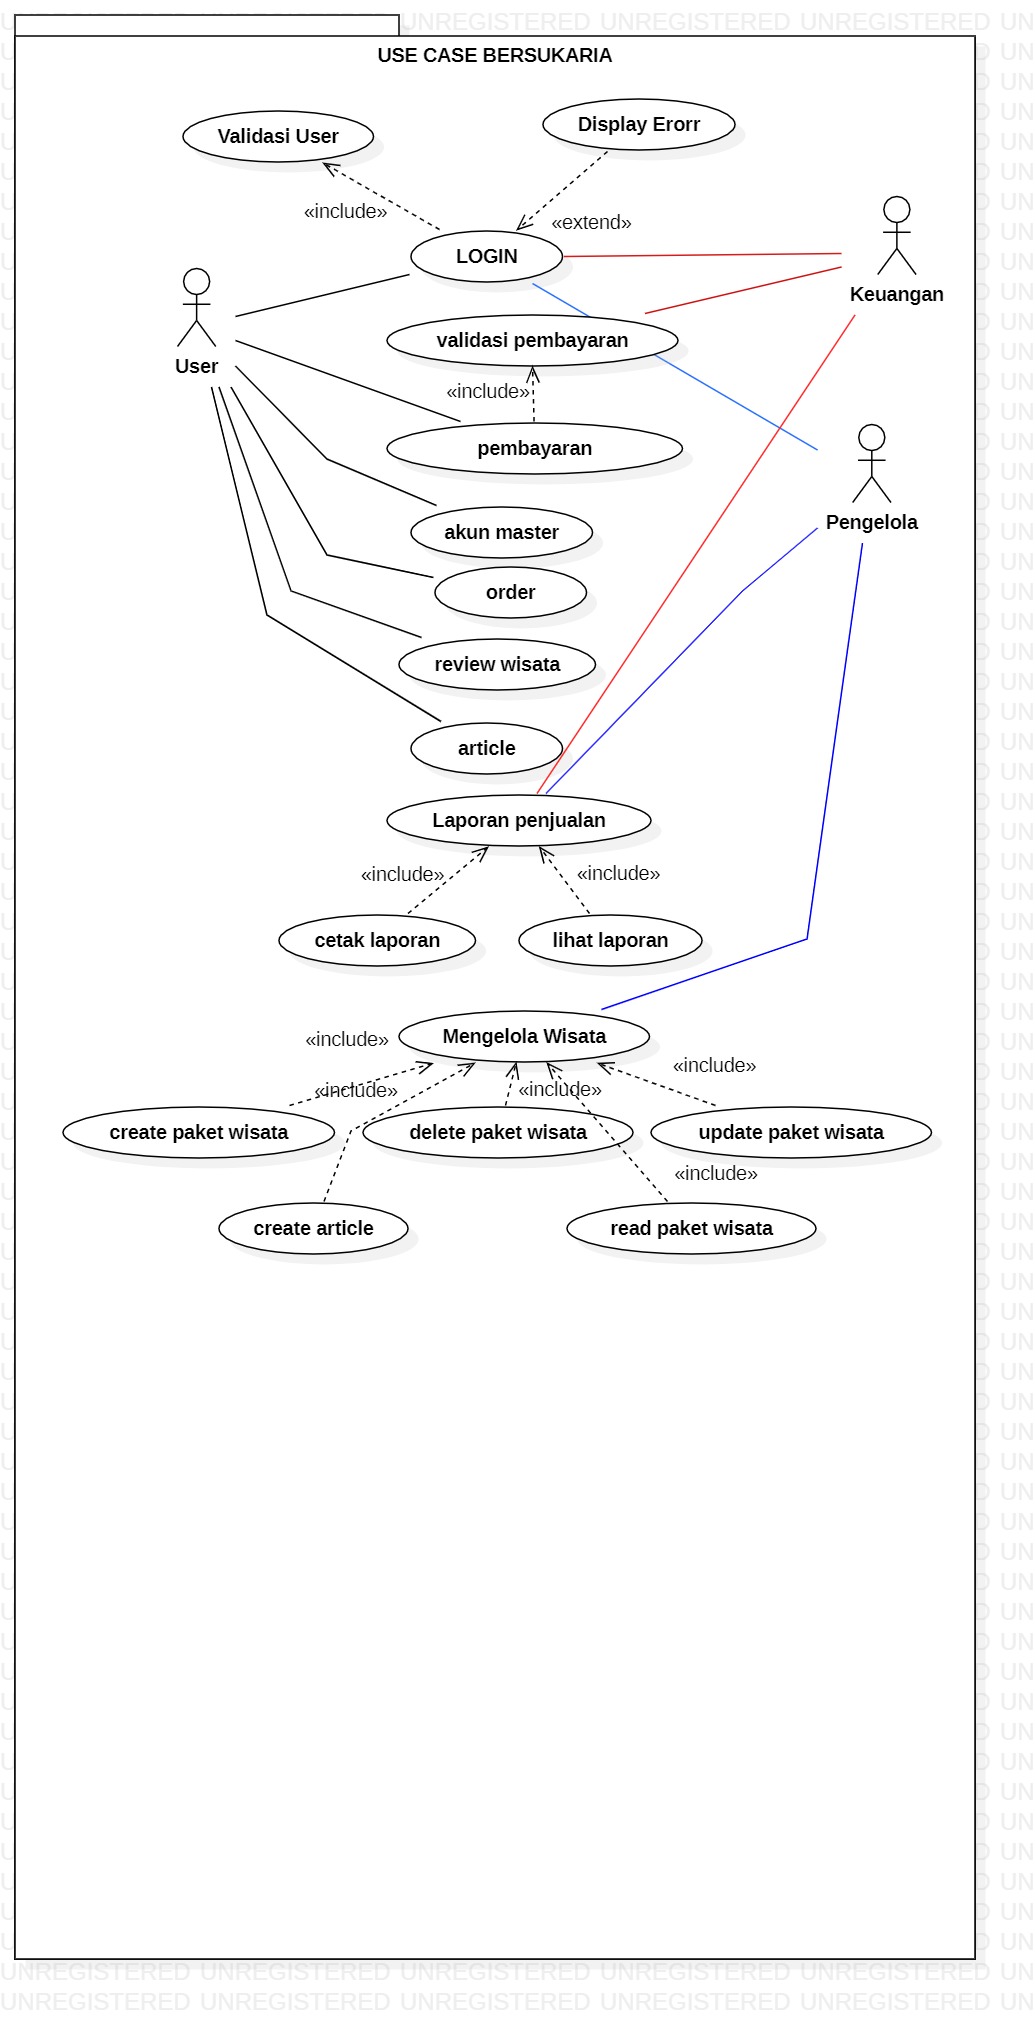 UNREGISTERED UNREGISTERED UNREGISTERED UN
USE CASE BERSUKARIA
Validasi User
Display Erorr
«include»
«extend»
LOGIN
Keuangan
User
validasi pembayaran
«include»
pembayaran
Pengelola
akun master
order
review wisata
article
Laporan penjualan
«include»
«include»
cetak laporan
lihat laporan
Mengelola Wisata
«include»
«include»
«include»
«include»
create paket wisata
delete paket wisata
update paket wisata
«include»
create article
read paket wisata
UNREGISTERED UNREGISTERED UNREGISTERED UNREGISTERED UNREGISTERED UN
UNREGISTERED UNREGISTERED UNREGISTERED UNREGISTERED UNREGISTERED UN